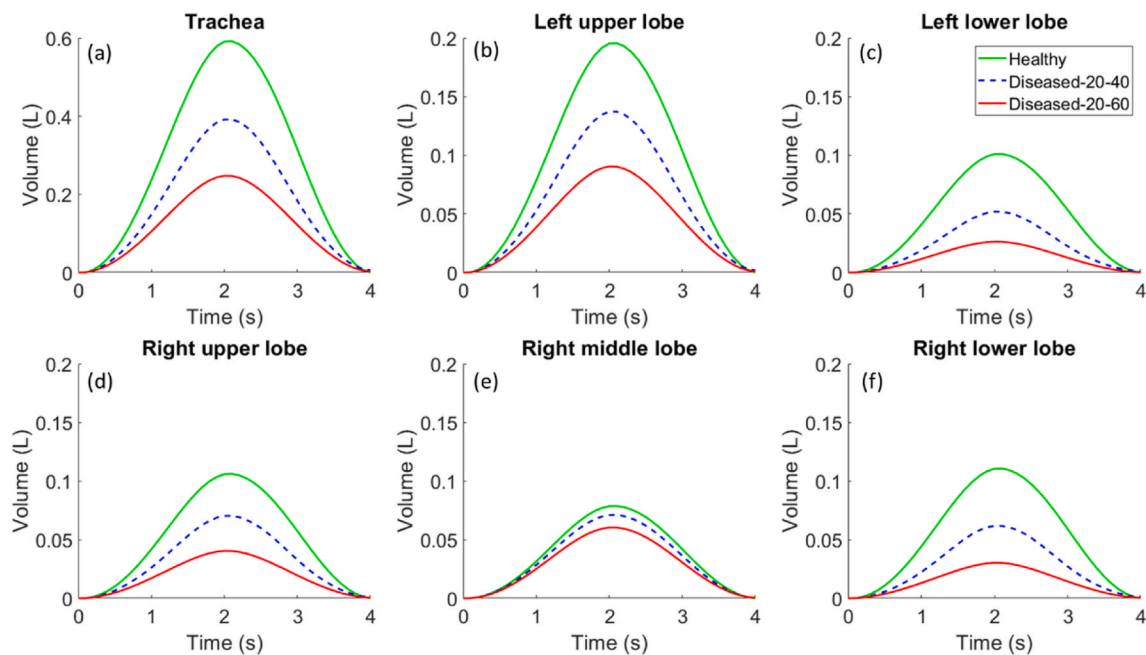 Trachea
(a)
Volume (L)
0.6
0.4
0.2
0
0 1 2 3 4
Time (s)
Left upper lobe
(b)
Volume (L)
0.2
0.15
0.1
0.05
0
0 1 2 3 4
Time (s)
Left lower lobe
(c)
Healthy
Diseased-20-40
Diseased-20-60
Volume (L)
0.2
0.15
0.1
0.05
0
0 1 2 3 4
Time (s)
Right upper lobe
(d)
Volume (L)
0.2
0.15
0.1
0.05
0
0 1 2 3 4
Time (s)
Right middle lobe
(e)
Volume (L)
0.2
0.15
0.1
0.05
0
0 1 2 3 4
Time (s)
Right lower lobe
(f)
Volume (L)
0.2
0.15
0.1
0.05
0
0 1 2 3 4
Time (s)